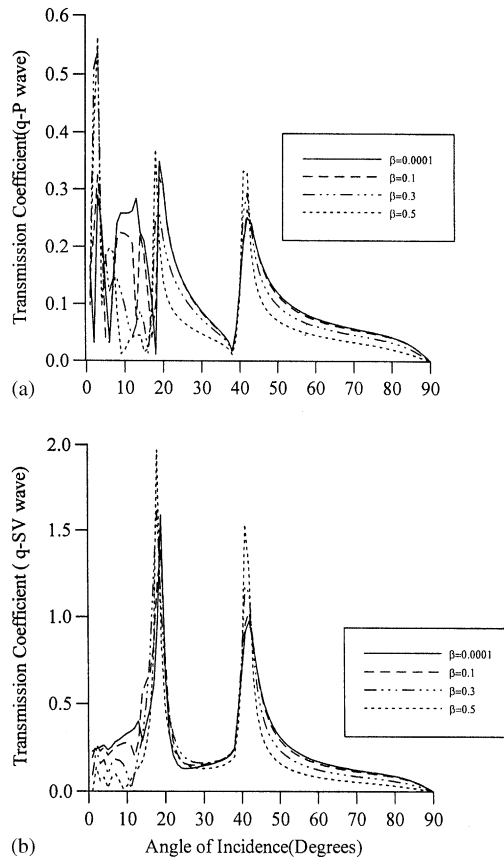 0.6
0.5
0.4
0.3
0.2
0.1
0.0
Transmission Coefficient(q-P wave)
β=0.0001
β=0.1
β=0.3
β=0.5
0 10 20 30 40 50 60 70 80 90
(a)
2.0
1.5
1.0
0.5
0.0
Transmission Coefficient ( q-SV wave)
β=0.0001
β=0.1
β=0.3
β=0.5
0 10 20 30 40 50 60 70 80 90
(b) Angle of Incidence(Degrees)